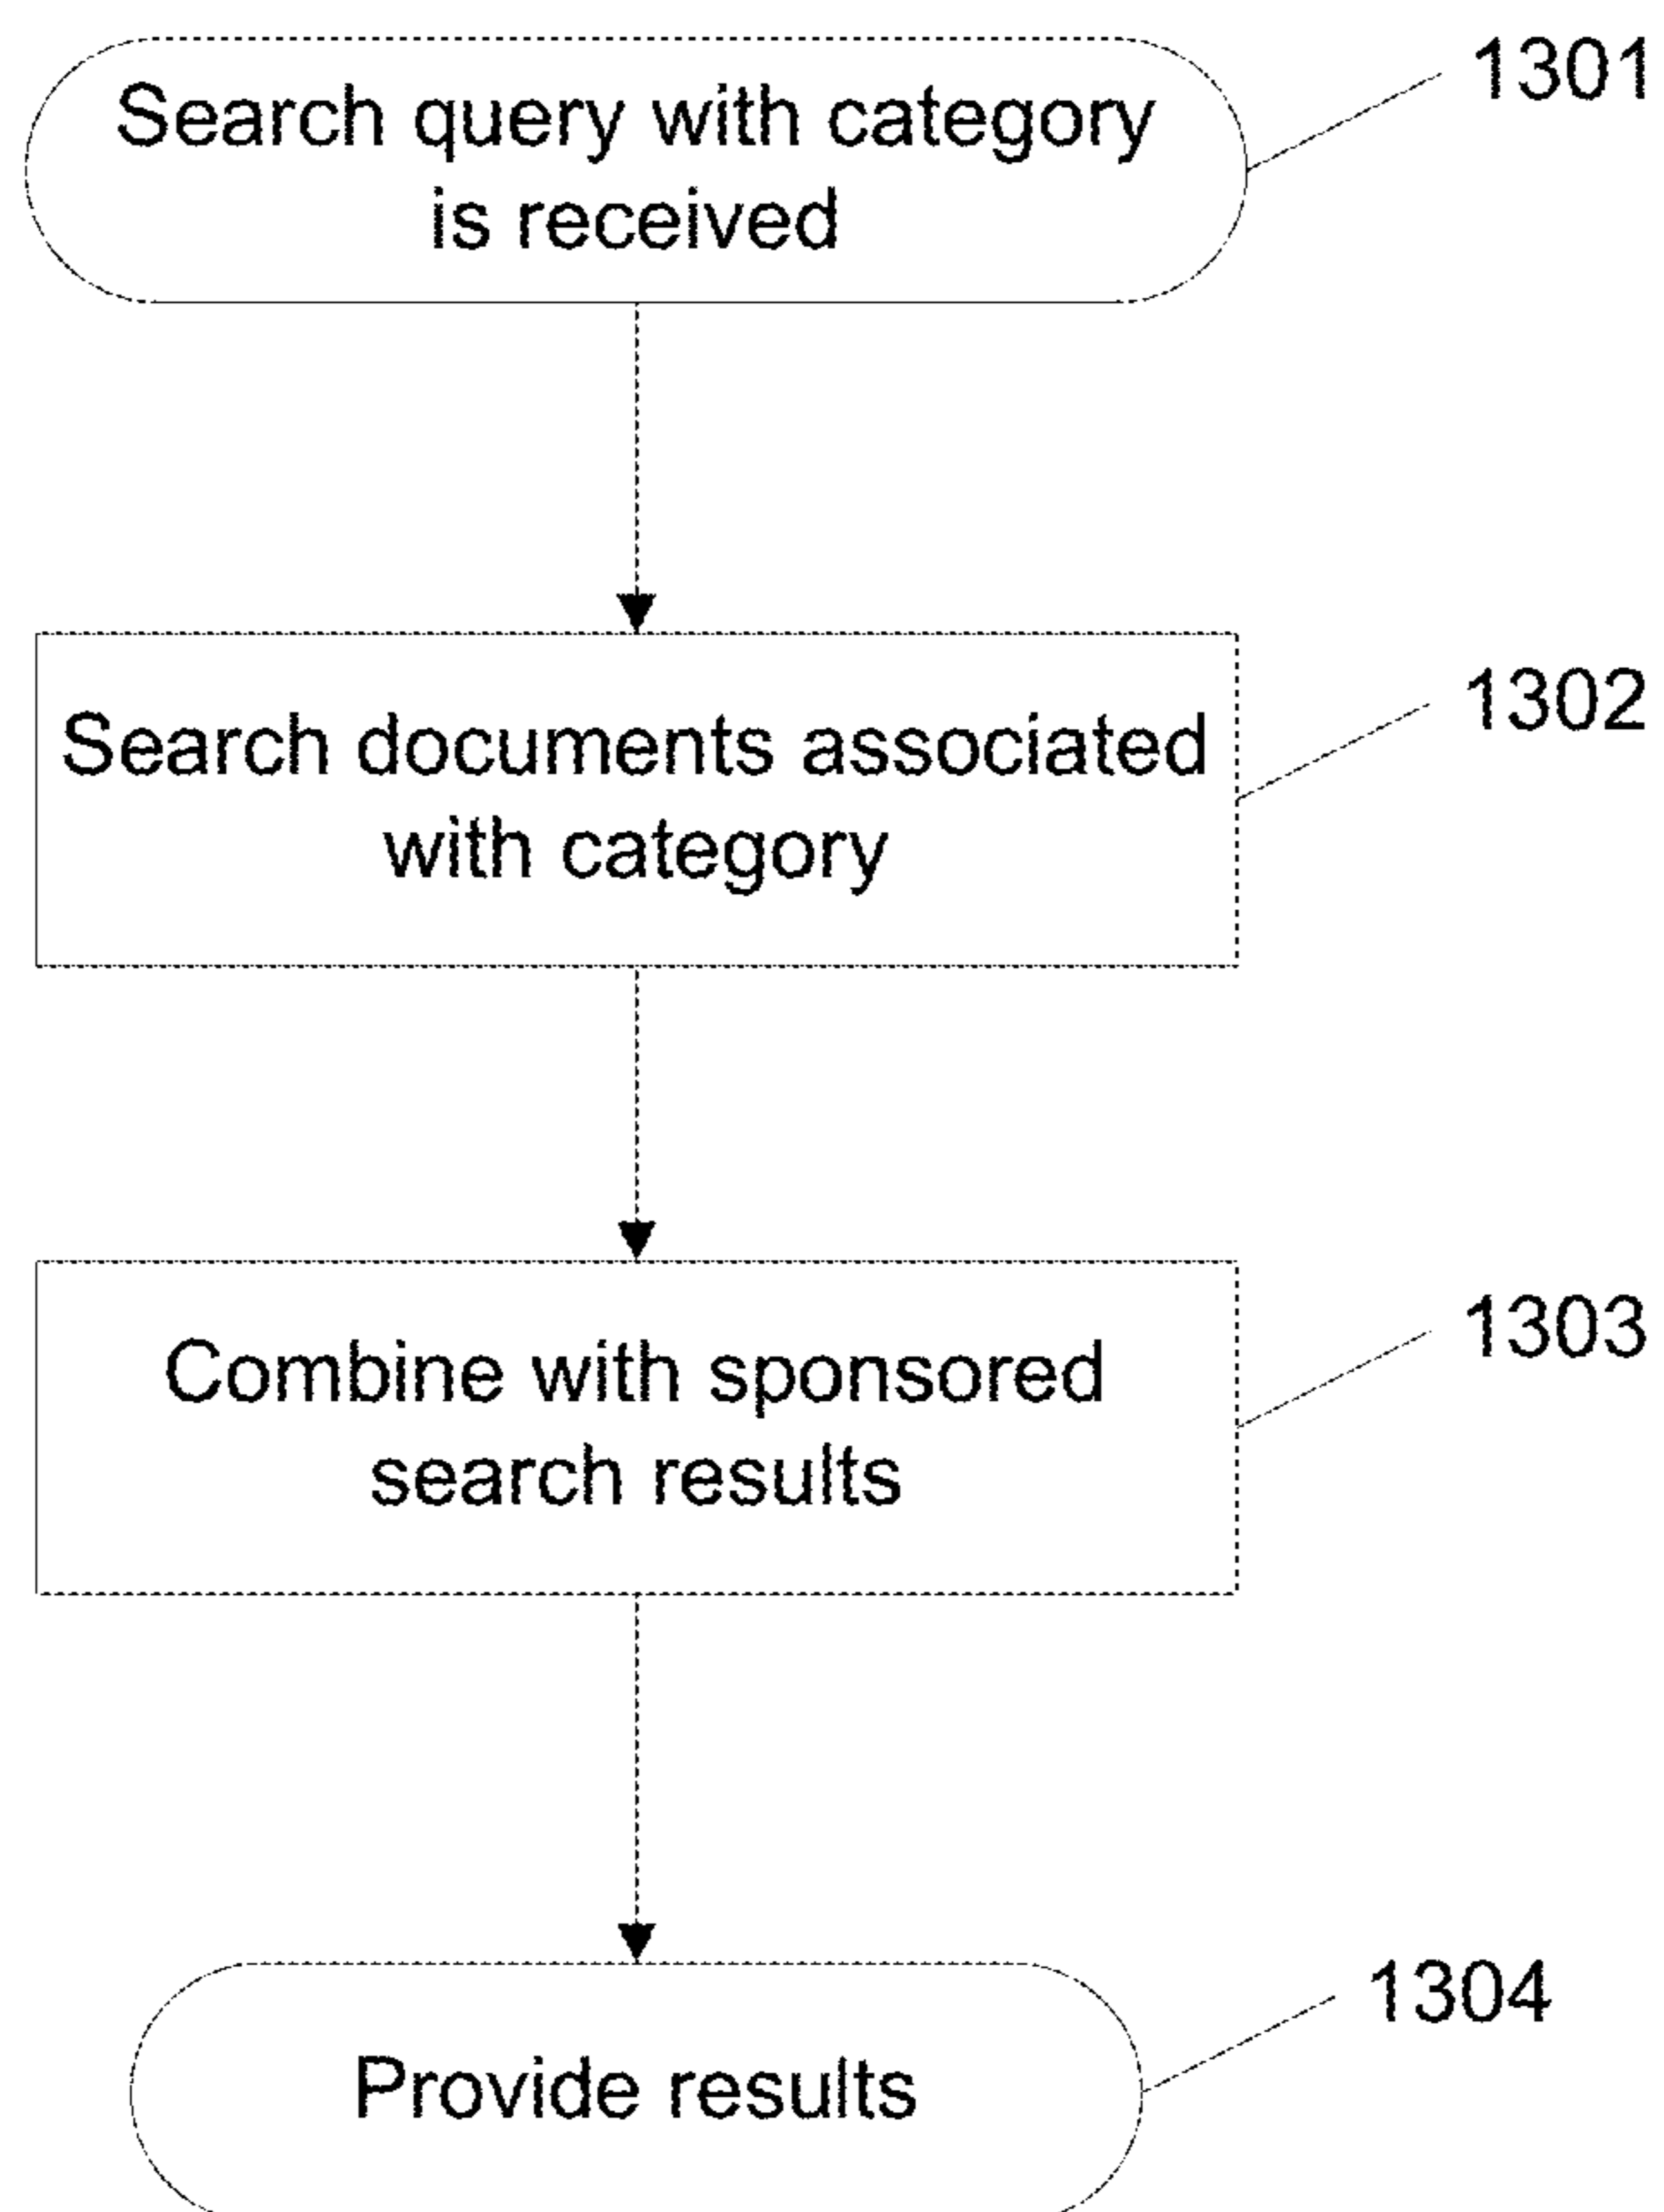 Search query with category
is received
1301
Search documents associated
with category
1302
Combine with sponsored
search results
1303
Provide results
1304